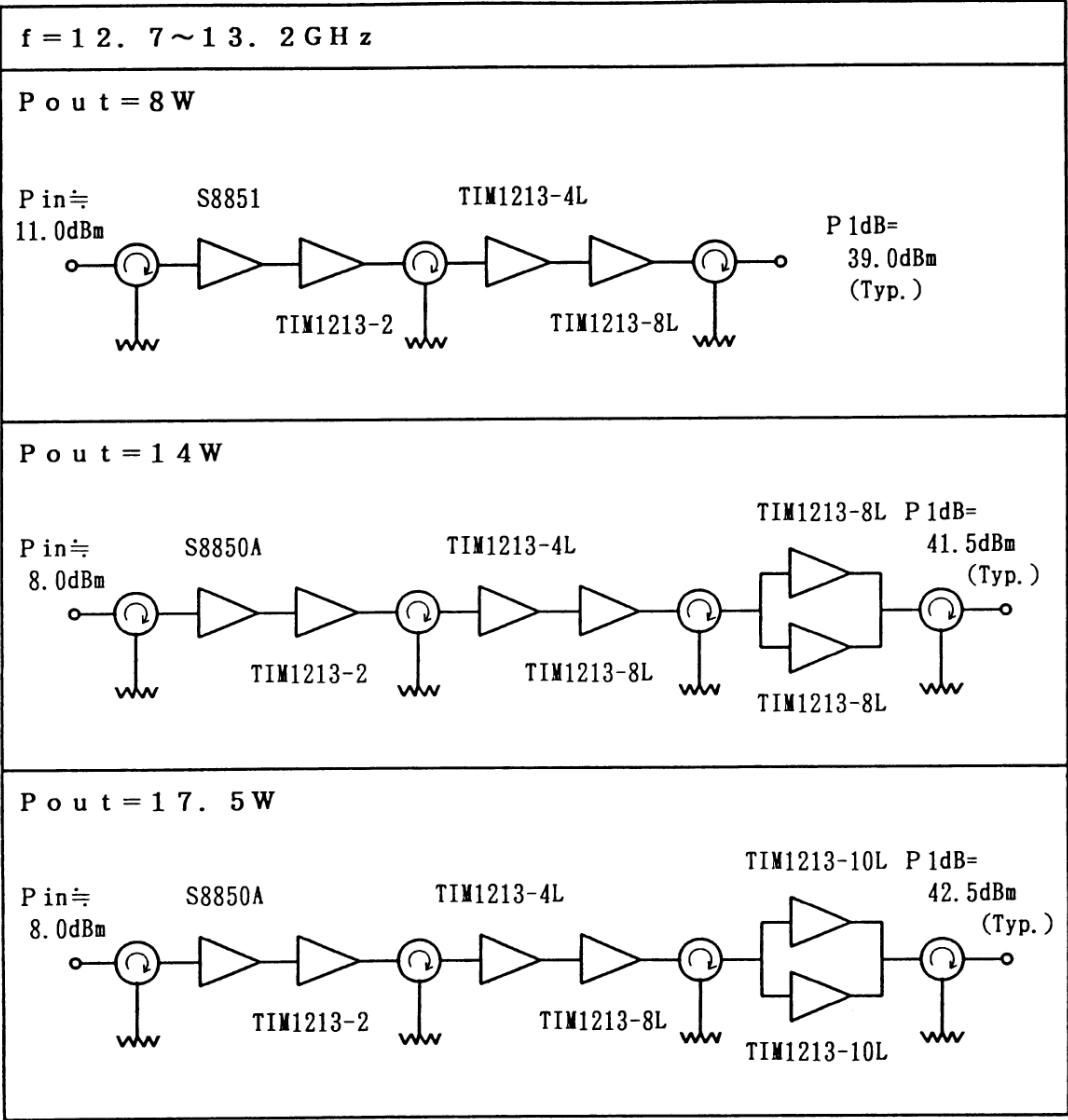 f=12. 7~13. 2GHz
Pout=8W
Pin≒
11.0dBm
S8851
TIM1213-2
TIM1213-4L
TIM1213-8L
P1dB=
39.0dBm
(Typ.)
Pout=14W
Pin≒
8.0dBm
S8850A
TIM1213-2
TIM1213-4L
TIM1213-8L
TIM1213-8L
TIM1213-8L
P1dB=
41.5dBm
(Typ.)
Pout=17. 5W
Pin≒
8.0dBm
S8850A
TIM1213-2
TIM1213-4L
TIM1213-8L
TIM1213-10L
TIM1213-10L
P1dB=
42.5dBm
(Typ.)